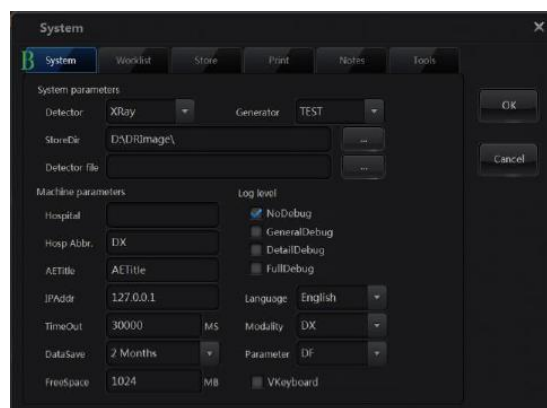 System
B
System Worklist Store Print Notes Tools
System parameters
Detector XRay Generator TEST
OK
StoreDir D:\DRImage\ ...
Detector file ...
Cancel
Machine parameters Log level
Hospital NoDebug
GeneralDebug
Hosp Abbr. DX
DetailDebug
AETitle AETitle FullDebug
IPAddr 127.0.0.1 Language English
TimeOut 30000 MS Modality DX
DataSave 2 Months Parameter DF
FreeSpace 1024 MB VKeyboard